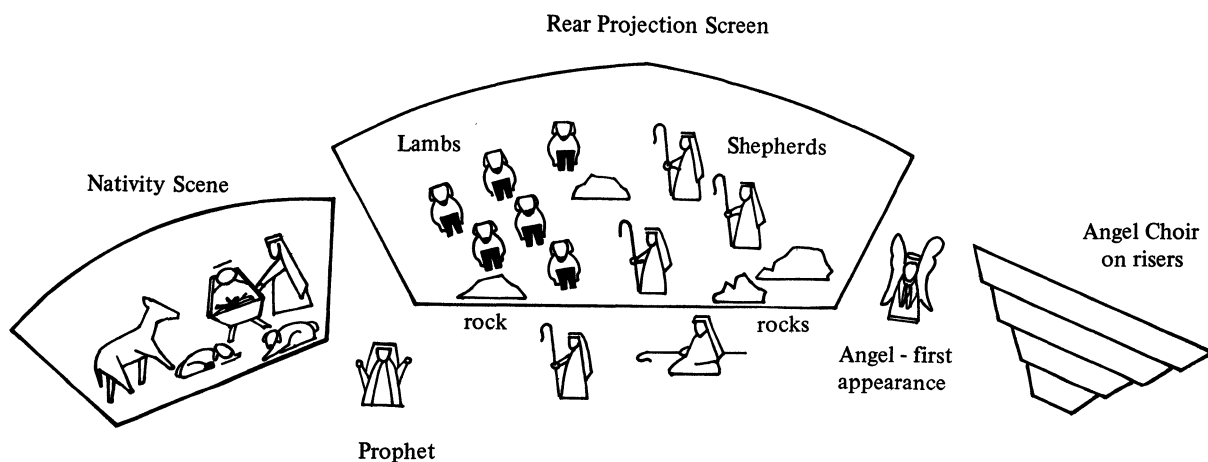 Rear Projection Screen
Lambs
Shepherds
Nativity Scene
Angel Choir
on risers
rock
rocks
Angel - first
appearance
Prophet